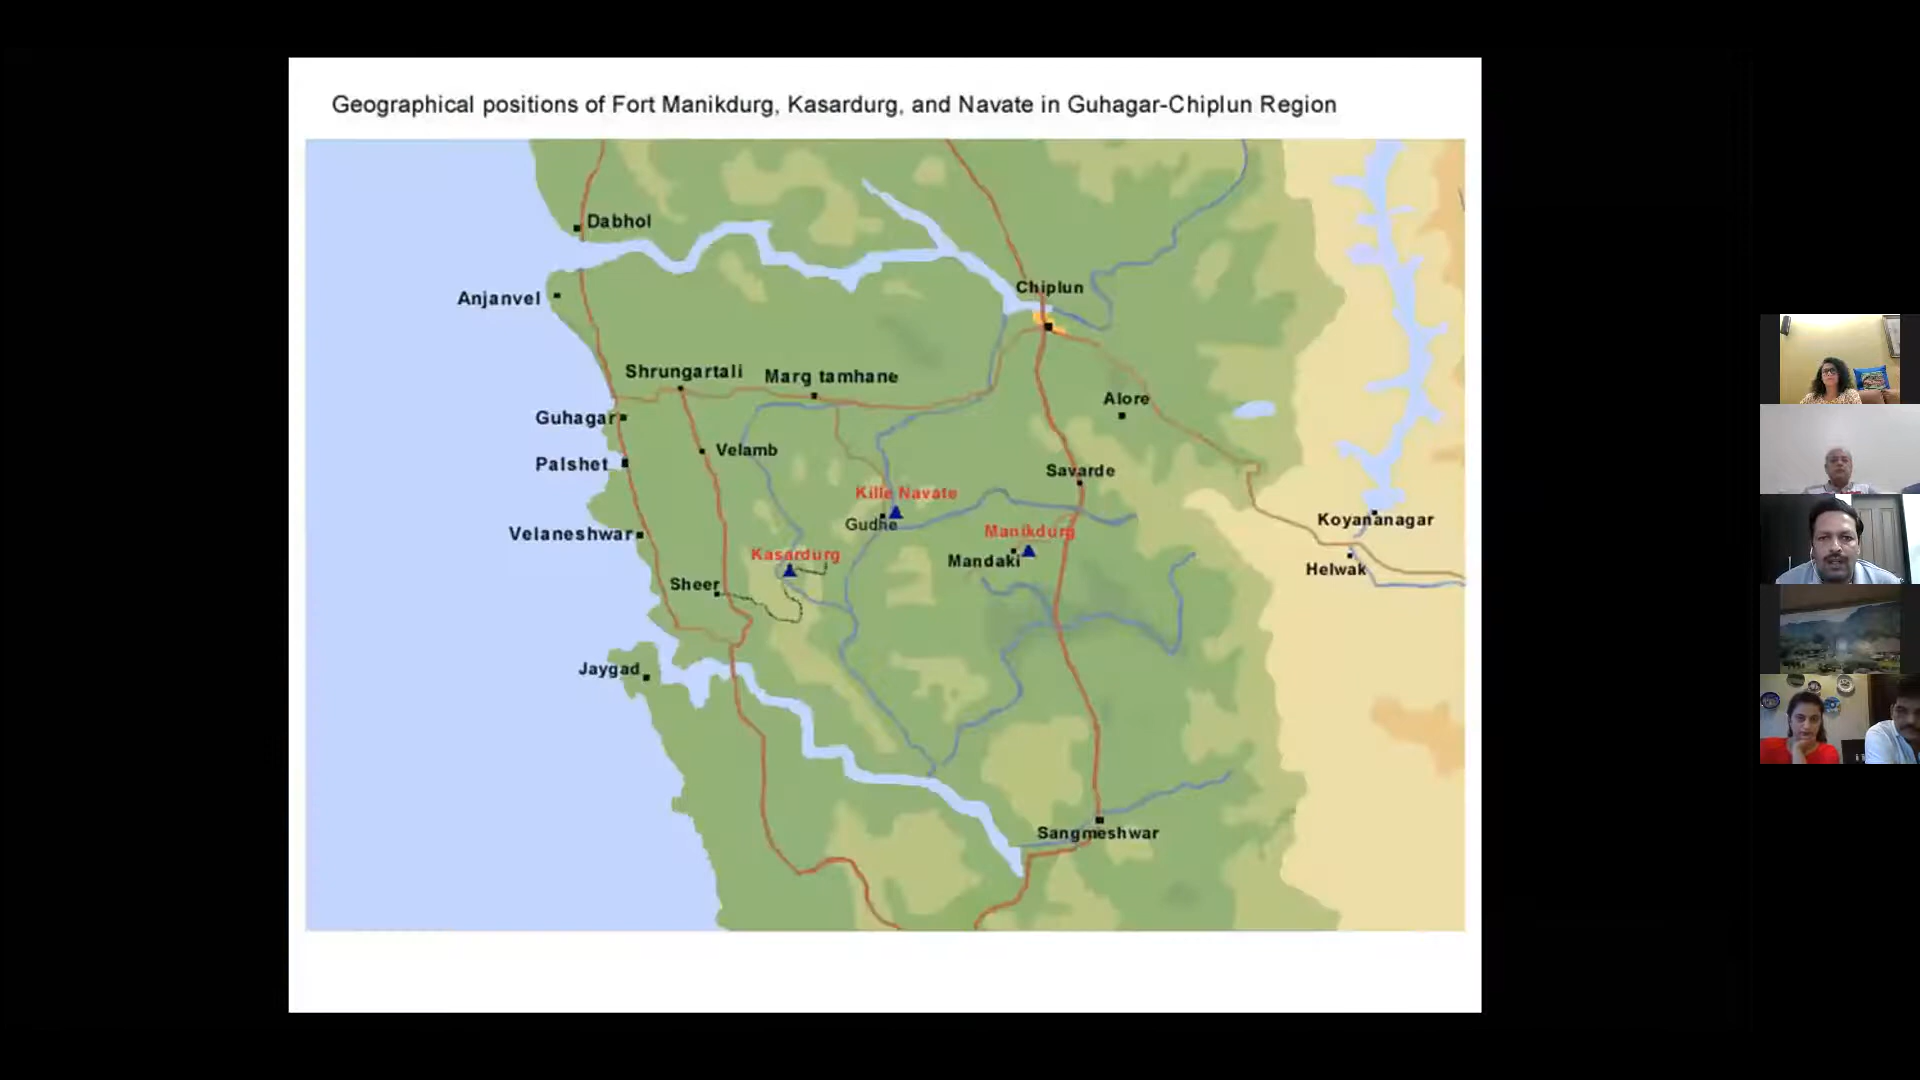 Geographical positions of Fort Manikdurg, Kasardurg, and Navate in Guhagar-Chiplun Region
Dabhol
Chiplun
Anjanvel
Shrungartali
Marg tamhane
Alore
Guhagar
Velamb
Palshet
Savarde
Kille Navate
Gudhe
Koyananagar
Velaneshwar
Manikdurg
Kasardurg
Mandaki
Helwak
Sheer
Jaygad
Sangmeshwar